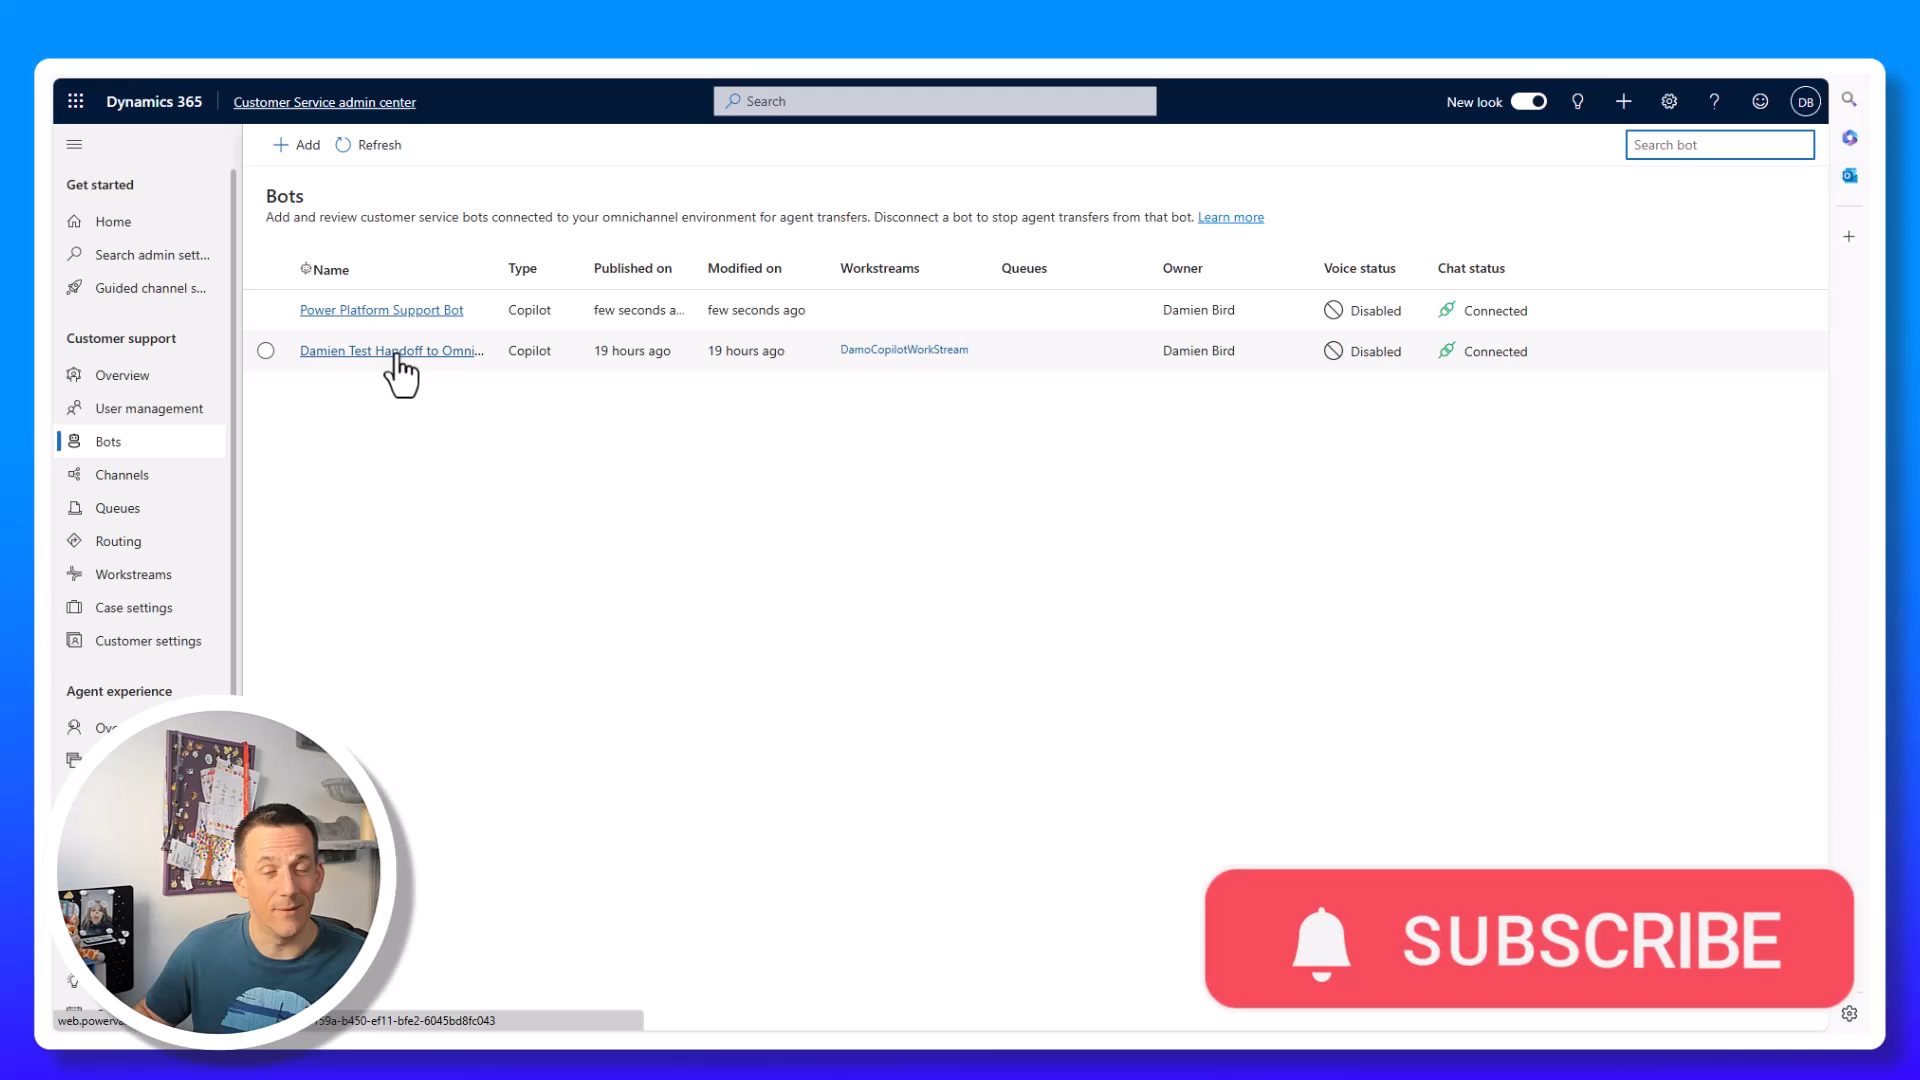 Dynamics 365
Customer Service admin center
Search
New look
DB
Add
Refresh
Search bot
Get started
Home
Search admin sett...
Guided channel s...
Customer support
Overview
User management
Bots
Channels
Queues
Routing
Workstreams
Case settings
Customer settings
Agent experience
Bots
Add and review customer service bots connected to your omnichannel environment for agent transfers. Disconnect a bot to stop agent transfers from that bot. Learn more
Name Type Published on Modified on Workstreams Queues Owner Voice status Chat status
Power Platform Support Bot Copilot few seconds a... few seconds ago Damien Bird Disabled Connected
Damien Test Handoff to Omni... Copilot 19 hours ago 19 hours ago DamoCopilotWorkStream Damien Bird Disabled Connected
SUBSCRIBE